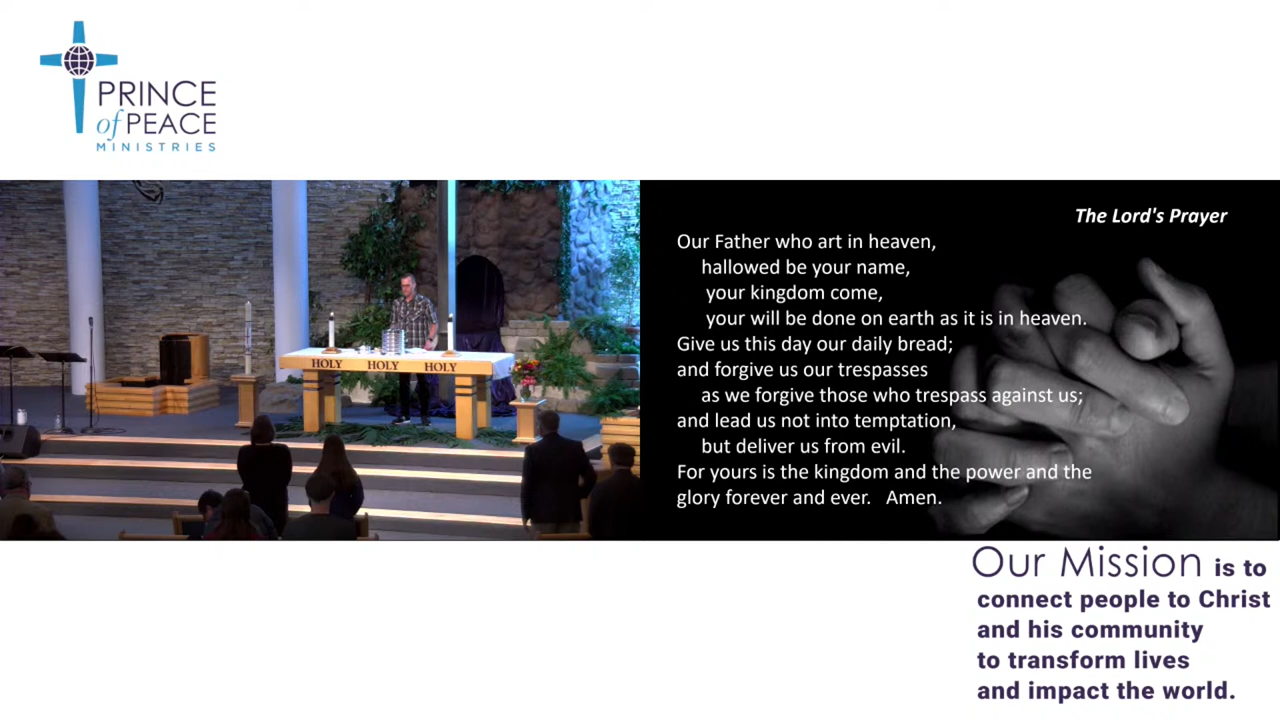 PRINCE
of PEACE
MINISTRIES
HOLY HOLY HOLY
The Lord's Prayer
Our Father who art in heaven,
hallowed be your name,
your kingdom come,
your will be done on earth as it is in heaven.
Give us this day our daily bread;
and forgive us our trespasses
as we forgive those who trespass against us;
and lead us not into temptation,
but deliver us from evil.
For yours is the kingdom and the power and the
glory forever and ever. Amen.
Our Mission is to
connect people to Christ
and his community
to transform lives
and impact the world.